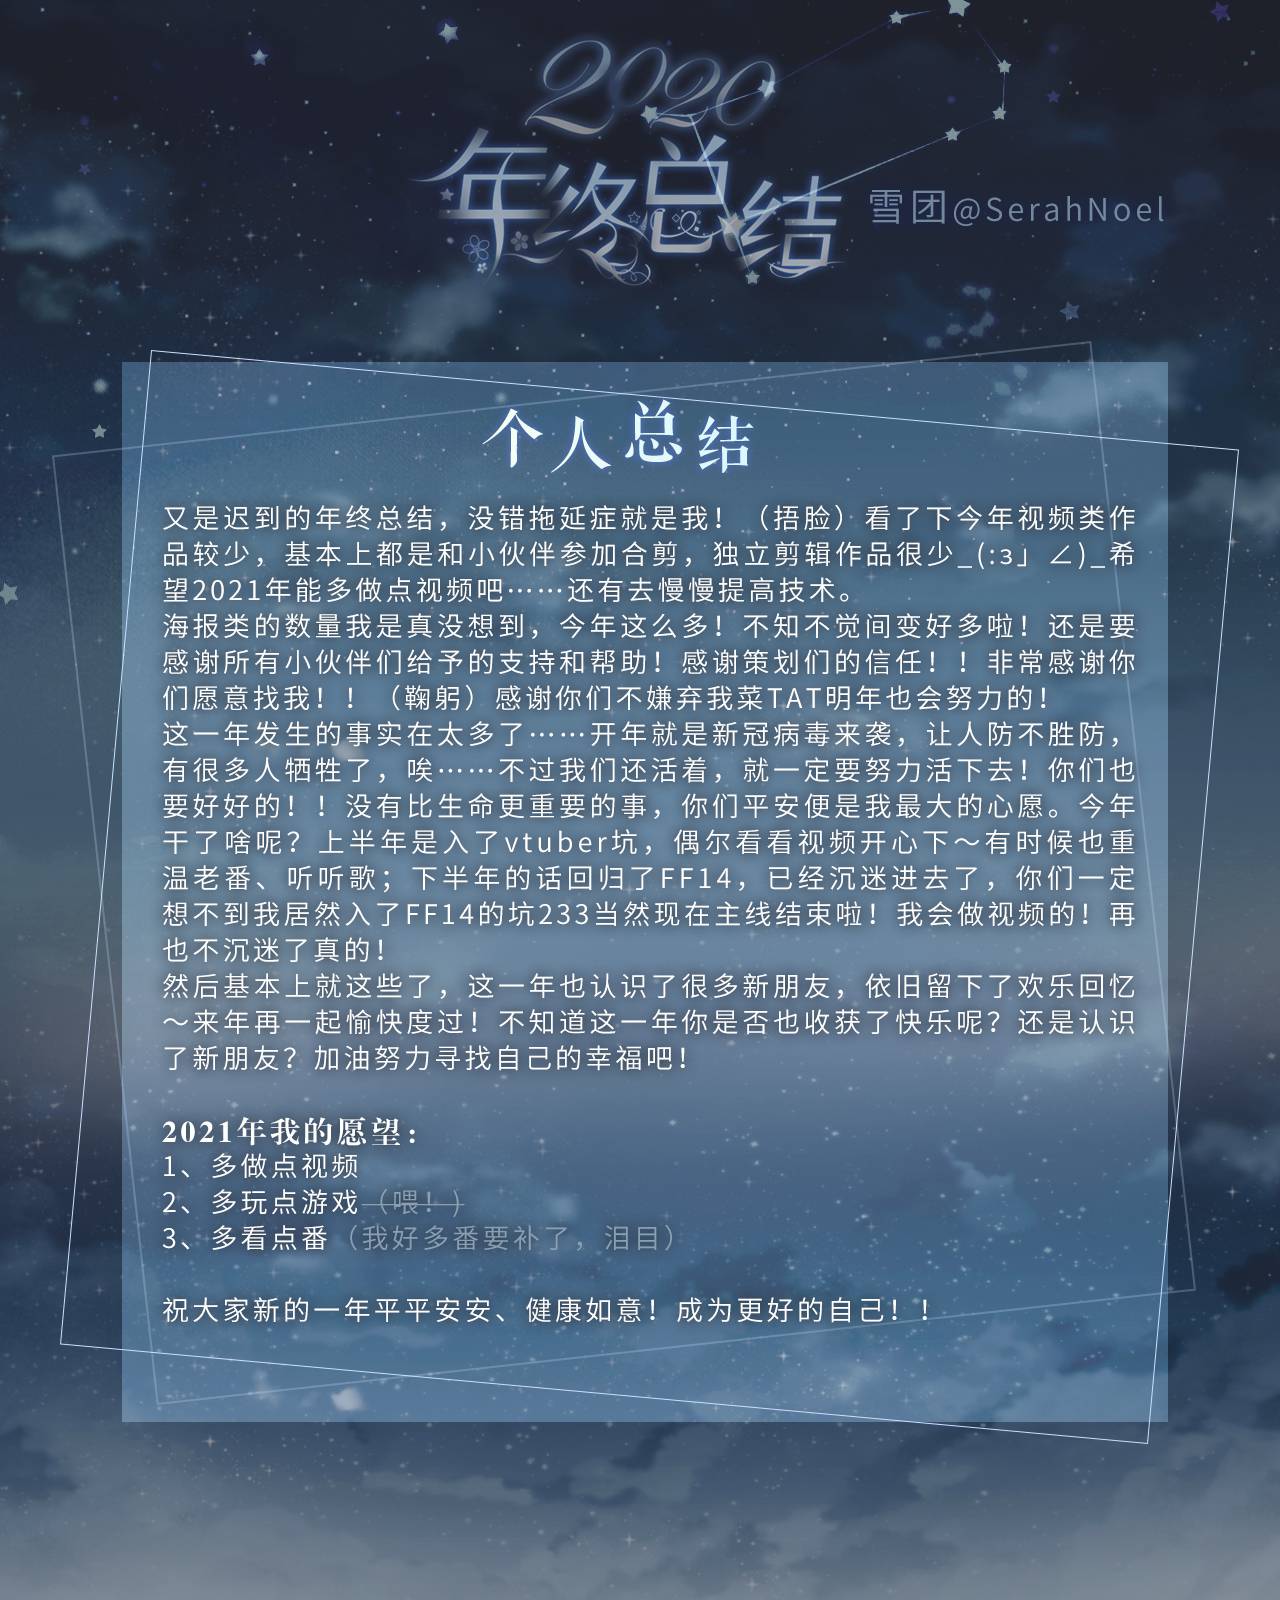 2020
年终总结
雪团@SerahNoel
个人总结
又是迟到的年终总结，没错拖延症就是我！（捂脸）看了下今年视频类作
品较少，基本上都是和小伙伴参加合剪，独立剪辑作品很少_(:з」∠)_希
望2021年能多做点视频吧……还有去慢慢提高技术。
海报类的数量我是真没想到，今年这么多！不知不觉间变好多啦！还是要
感谢所有小伙伴们给予的支持和帮助！感谢策划们的信任！！非常感谢你
们愿意找我！！（鞠躬）感谢你们不嫌弃我菜TAT明年也会努力的！
这一年发生的事实在太多了……开年就是新冠病毒来袭，让人防不胜防，
有很多人牺牲了，唉……不过我们还活着，就一定要努力活下去！你们也
要好好的！！没有比生命更重要的事，你们平安便是我最大的心愿。今年
干了啥呢？上半年是入了vtuber坑，偶尔看看视频开心下～有时候也重
温老番、听听歌；下半年的话回归了FF14，已经沉迷进去了，你们一定
想不到我居然入了FF14的坑233当然现在主线结束啦！我会做视频的！再
也不沉迷了真的！
然后基本上就这些了，这一年也认识了很多新朋友，依旧留下了欢乐回忆
～来年再一起愉快度过！不知道这一年你是否也收获了快乐呢？还是认识
了新朋友？加油努力寻找自己的幸福吧！
2021年我的愿望：
1、多做点视频
2、多玩点游戏（喂！）
3、多看点番（我好多番要补了，泪目）
祝大家新的一年平平安安、健康如意！成为更好的自己！！